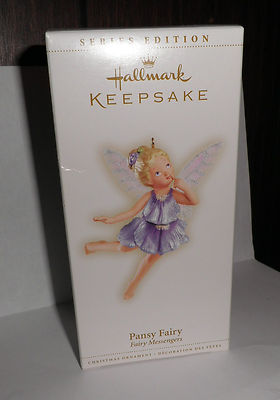 SERIES EDITION
Hallmark
KEEPSAKE
Pansy Fairy
Fairy Messengers
CHRISTMAS ORNAMENT • DÉCORATION DES FÊTES